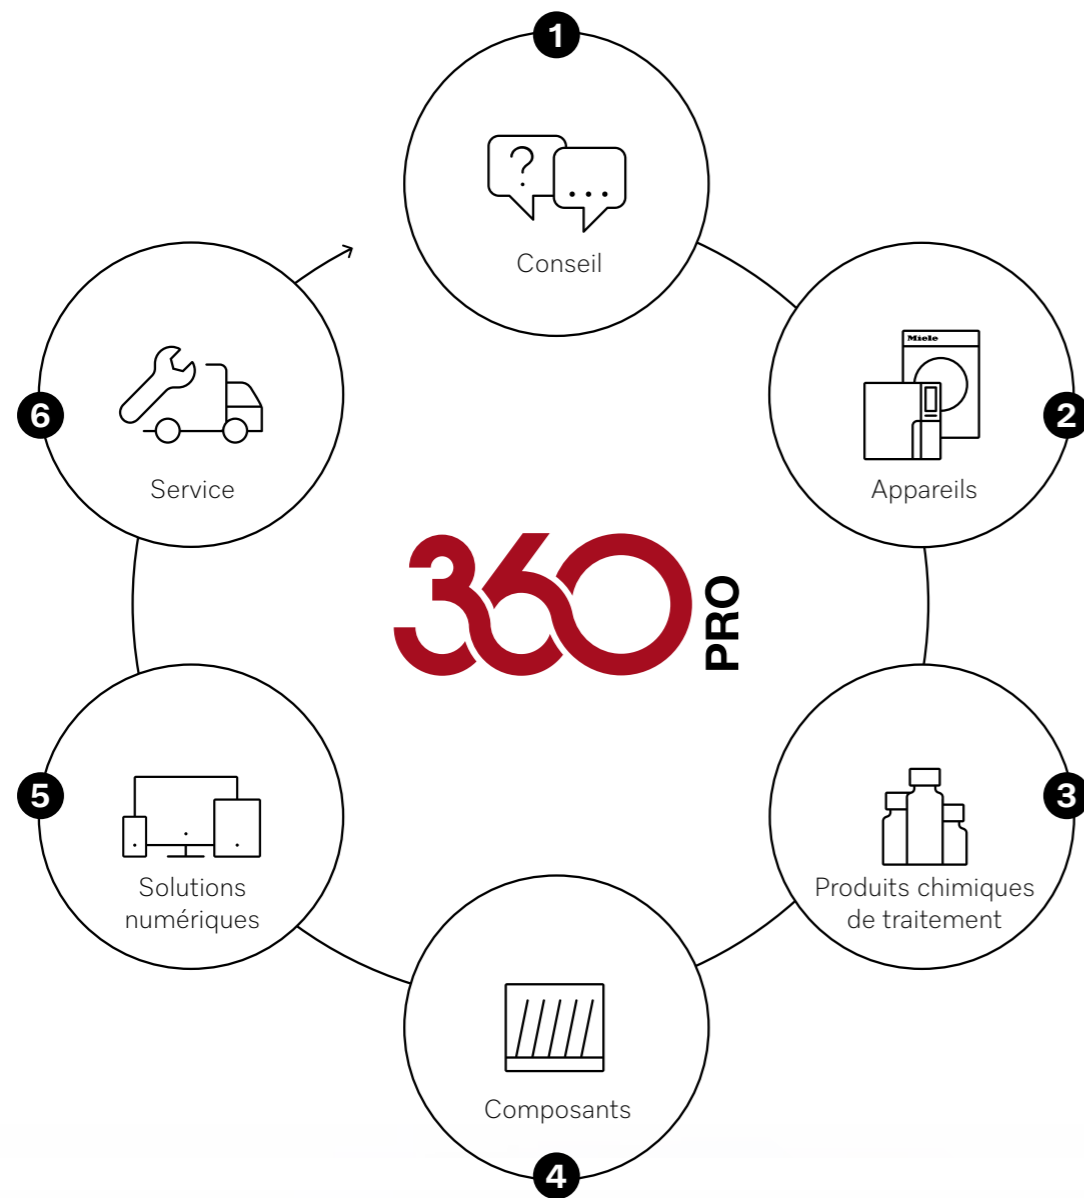 1
Conseil
Miele
2
Appareils
3
Produits chimiques
de traitement
4
Composants
5
Solutions
numériques
6
Service
360
PRO